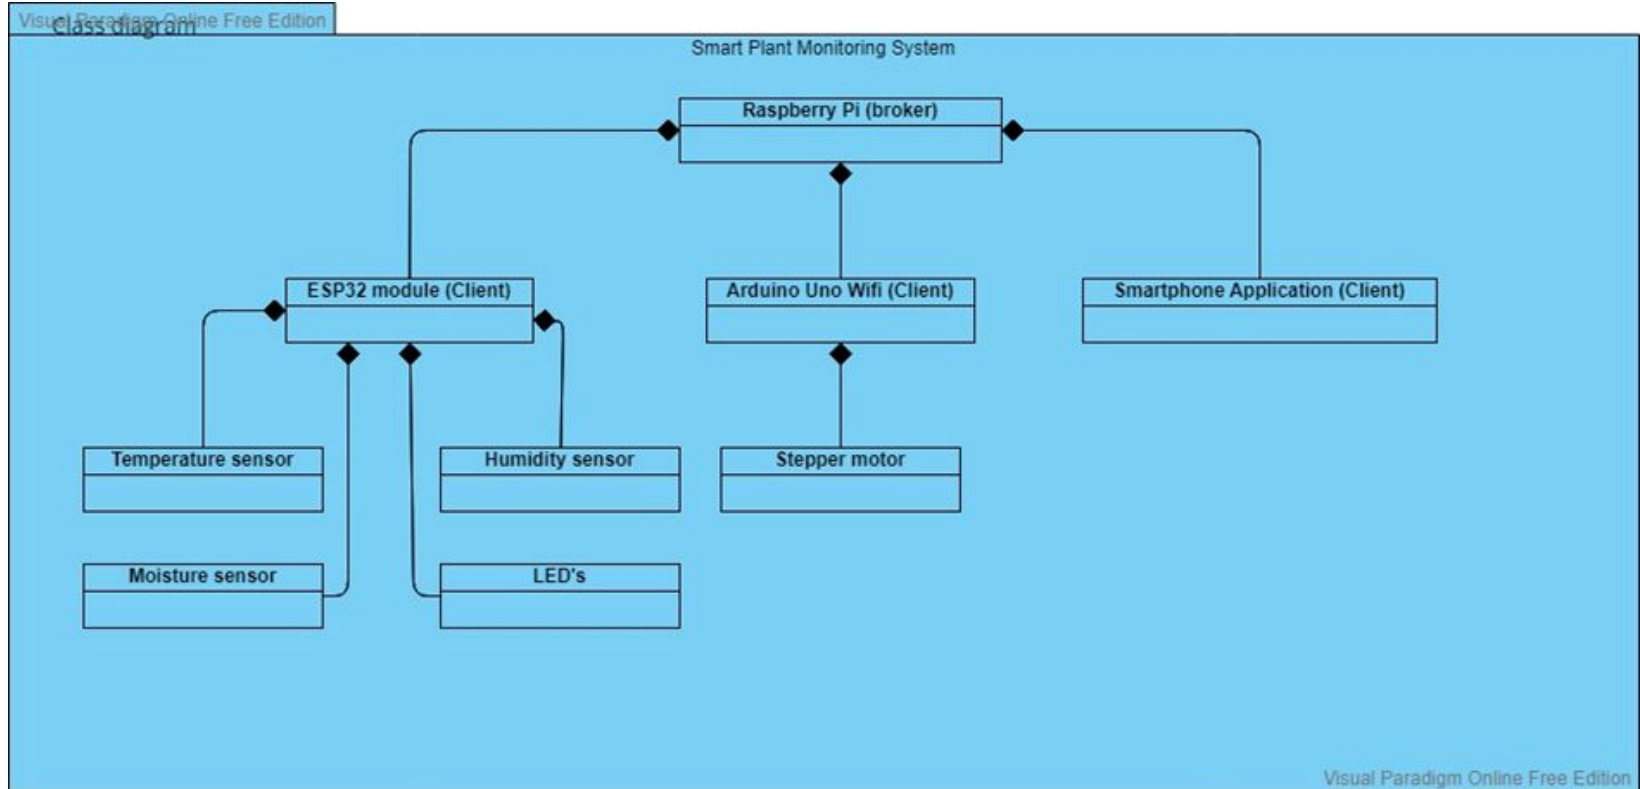 Visual Paradigm Online Free Edition
Class diagram
Smart Plant Monitoring System
Raspberry Pi (broker)
ESP32 module (Client)
Arduino Uno Wifi (Client)
Smartphone Application (Client)
Temperature sensor
Humidity sensor
Stepper motor
Moisture sensor
LED's
Visual Paradigm Online Free Edition